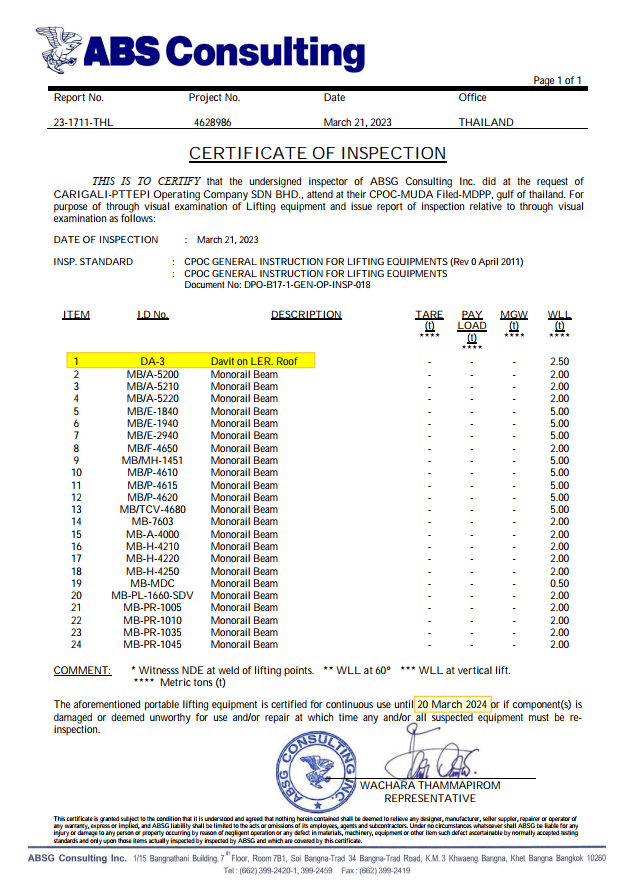 ABS Consulting
Page 1 of 1
Report No. Project No. Date Office
23-1711-THL 4628986 March 21, 2023 THAILAND
CERTIFICATE OF INSPECTION
THIS IS TO CERTIFY that the undersigned inspector of ABSG Consulting Inc. did at the request of
CARIGALI-PTTEPI Operating Company SDN BHD., attend at their CPOC-MUDA Filed-MDPP, gulf of thailand. For
purpose of through visual examination of Lifting equipment and issue report of inspection relative to through visual
examination as follows:
DATE OF INSPECTION : March 21, 2023
INSP. STANDARD : CPOC GENERAL INSTRUCTION FOR LIFTING EQUIPMENTS (Rev 0 April 2011)
: CPOC GENERAL INSTRUCTION FOR LIFTING EQUIPMENTS
Document No: DPO-B17-1-GEN-OP-INSP-018
ITEM I.D No. DESCRIPTION TARE PAY MGW WLL
(t) LOAD (t) (t)
**** (t) **** ****
****
1 DA-3 Davit on LER. Roof - - - 2.50
2 MB/A-5200 Monorail Beam - - - 2.00
3 MB/A-5210 Monorail Beam - - - 2.00
4 MB/A-5220 Monorail Beam - - - 2.00
5 MB/E-1840 Monorail Beam - - - 5.00
6 MB/E-1940 Monorail Beam - - - 5.00
7 MB/E-2940 Monorail Beam - - - 5.00
8 MB/F-4650 Monorail Beam - - - 2.00
9 MB/MH-1451 Monorail Beam - - - 5.00
10 MB/P-4610 Monorail Beam - - - 5.00
11 MB/P-4615 Monorail Beam - - - 5.00
12 MB/P-4620 Monorail Beam - - - 5.00
13 MB/TCV-4680 Monorail Beam - - - 5.00
14 MB-7603 Monorail Beam - - - 2.00
15 MB-A-4000 Monorail Beam - - - 2.00
16 MB-H-4210 Monorail Beam - - - 2.00
17 MB-H-4220 Monorail Beam - - - 2.00
18 MB-H-4250 Monorail Beam - - - 2.00
19 MB-MDC Monorail Beam - - - 0.50
20 MB-PL-1660-SDV Monorail Beam - - - 2.00
21 MB-PR-1005 Monorail Beam - - - 2.00
22 MB-PR-1010 Monorail Beam - - - 2.00
23 MB-PR-1035 Monorail Beam - - - 2.00
24 MB-PR-1045 Monorail Beam - - - 2.00
COMMENT: * Witnesss NDE at weld of lifting points. ** WLL at 60º *** WLL at vertical lift.
**** Metric tons (t)
The aforementioned portable lifting equipment is certified for continuous use until 20 March 2024 or if component(s) is
damaged or deemed unworthy for use and/or repair at which time any and/or all suspected equipment must be re-
inspection.
ABSG CONSULTING INC.
WACHARA THAMMAPIROM
REPRESENTATIVE
This certificate is granted subject to the condition that it is understood and agreed that nothing herein contained shall be deemed to relieve any designer, manufacturer, seller supplier, repairer or operator of
any warranty, express or implied, and ABSG liability shall be limited to the acts or omissions of its employees, agents and subcontractors. Under no circumstances whatsoever shall ABSG be liable for any
injury or damage to any person or property occurring by reason of negligent operation or any defect in materials, machinery, equipment or other item such defect ascertainable by normally accepted testing
standards and only upon those items actually inspected by inspected by ABSG and which are covered by this certificate.
ABSG Consulting Inc. 1/15 Bangnathani Building, 7th Floor, Room 7B1, Soi Bangna-Trad 34 Bangna-Trad Road, K.M. 3 Khwaeng Bangna, Khet Bangna Bangkok 10260
Tel : (662) 399-2420-1, 399-2459 Fax : (662) 399-2419